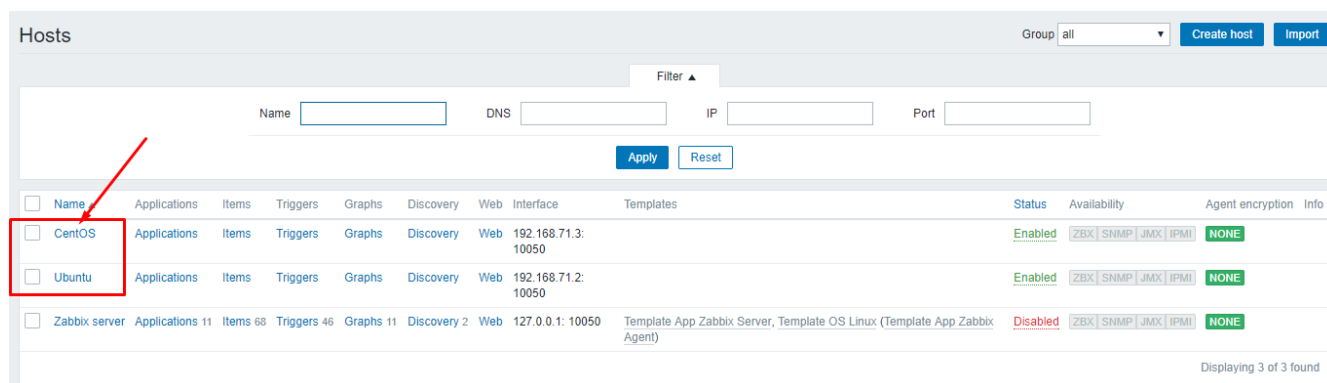 Hosts Group all Create host Import
Filter
Name DNS IP Port
Apply Reset
Name Applications Items Triggers Graphs Discovery Web Interface Templates Status Availability Agent encryption Info
CentOS Applications Items Triggers Graphs Discovery Web 192.168.71.3: Enabled ZBX SNMP JMX IPMI NONE
10050
Ubuntu Applications Items Triggers Graphs Discovery Web 192.168.71.2: Enabled ZBX SNMP JMX IPMI NONE
10050
Zabbix server Applications 11 Items 68 Triggers 46 Graphs 11 Discovery 2 Web 127.0.0.1: 10050 Template App Zabbix Server, Template OS Linux (Template App Zabbix Disabled ZBX SNMP JMX IPMI NONE
Agent)
Displaying 3 of 3 found